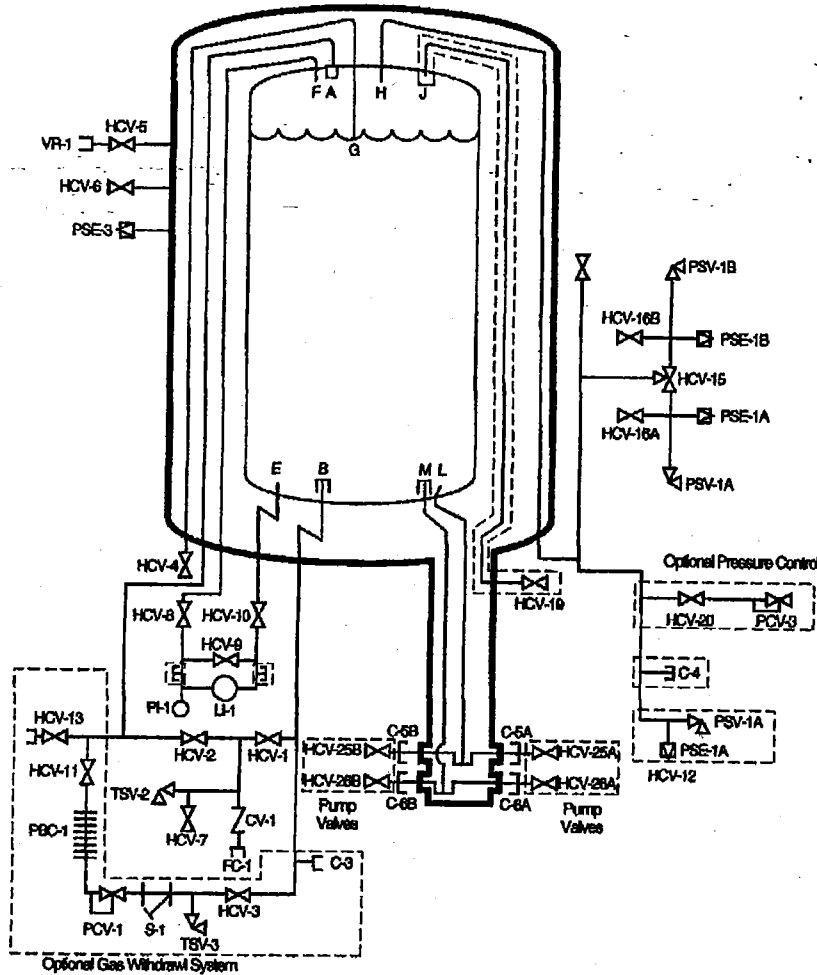 F A H J
HCV-5
VR-1
G
HCV-6
PSE-3
PSV-1B
HCV-16B
PSE-1B
HCV-15
PSE-1A
HCV-16A
E B M L
PSV-1A
HCV-4
Optional Pressure Control
HCV-8 HCV-10
HCV-19
HCV-20 PCV-3
HCV-9
C-4
PI-1 LI-1
HCV-13
C-5B C-5A
PSV-1A
HCV-2 HCV-1
HCV-25B HCV-25A
PSE-1A
HCV-11
HCV-26B HCV-26A
HCV-12
TSV-2
C-6B C-6A
Pump Pump
Valves Valves
PBC-1
HCV-7
CV-1
FC-1
C-3
PCV-1 S-1 HCV-3
TSV-3
Optional Gas Withdrawl System